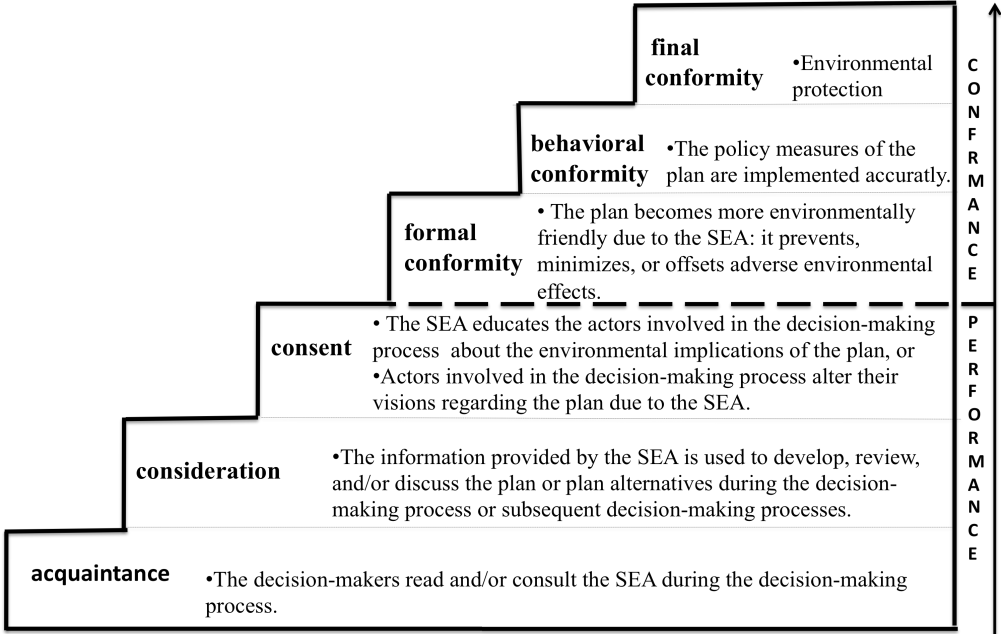 final
conformity
•Environmental
protection
behavioral
conformity
•The policy measures of the
plan are implemented accuratly.
formal
conformity
• The plan becomes more environmentally
friendly due to the SEA: it prevents,
minimizes, or offsets adverse environmental
effects.
consent
• The SEA educates the actors involved in the decision-making
process about the environmental implications of the plan, or
•Actors involved in the decision-making process alter their
visions regarding the plan due to the SEA.
consideration
•The information provided by the SEA is used to develop, review,
and/or discuss the plan or plan alternatives during the decision-
making process or subsequent decision-making processes.
acquaintance
•The decision-makers read and/or consult the SEA during the decision-making
process.
CONFRMANCE
PERFORMANCE